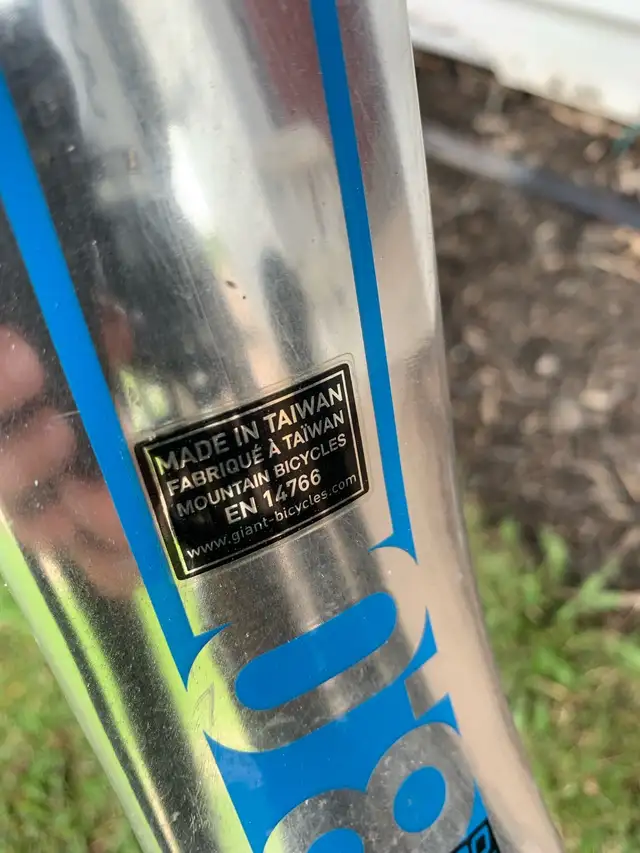 MADE IN TAIWAN
FABRIQUÉ À TAÏWAN
MOUNTAIN BICYCLES
EN 14766
www.giant-bicycles.com